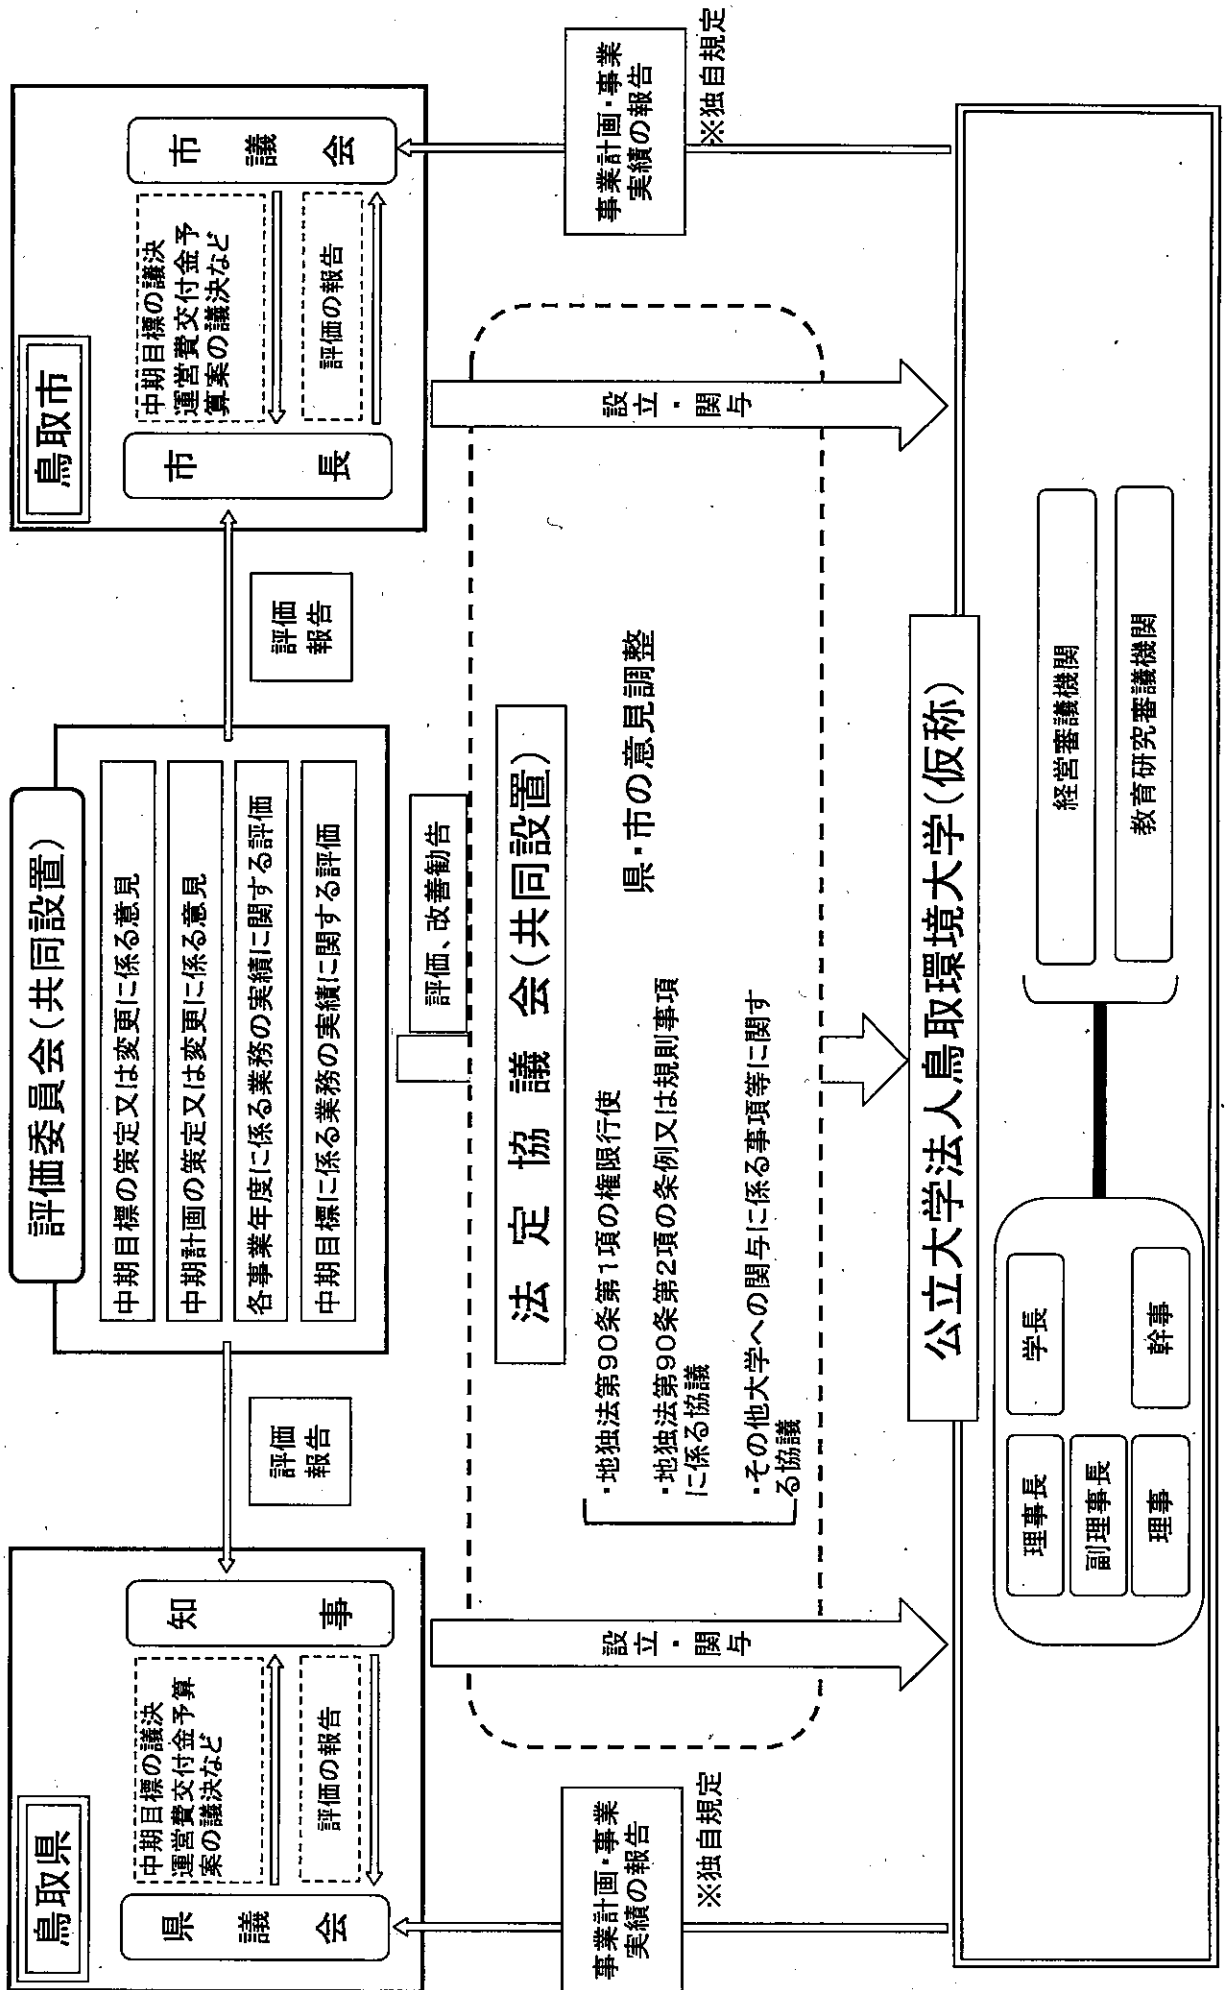 鳥取県
県議会
中期目標の議決
運営費交付金予算
案の議決など
評価の報告
知事
評価
報告
評価委員会(共同設置)
中期目標の策定又は変更に係る意見
中期計画の策定又は変更に係る意見
各事業年度に係る業務の実績に関する評価
中期目標に係る業務の実績に関する評価
評価
報告
鳥取市
市長
中期目標の議決
運営費交付金予
算案の議決など
評価の報告
市議会
評価、改善勧告
事業計画・事業
実績の報告
※独自規定
設立・関与
法定協議会(共同設置)
・地独法第90条第1項の権限行使
・地独法第90条第2項の条例又は規則事項
に係る協議
・その他大学への関与に係る事項等に関す
る協議
県・市の意見調整
設立・関与
事業計画・事業
実績の報告
※独自規定
公立大学法人鳥取環境大学(仮称)
理事長
学長
副理事長
理事
幹事
経営審議機関
教育研究審議機関